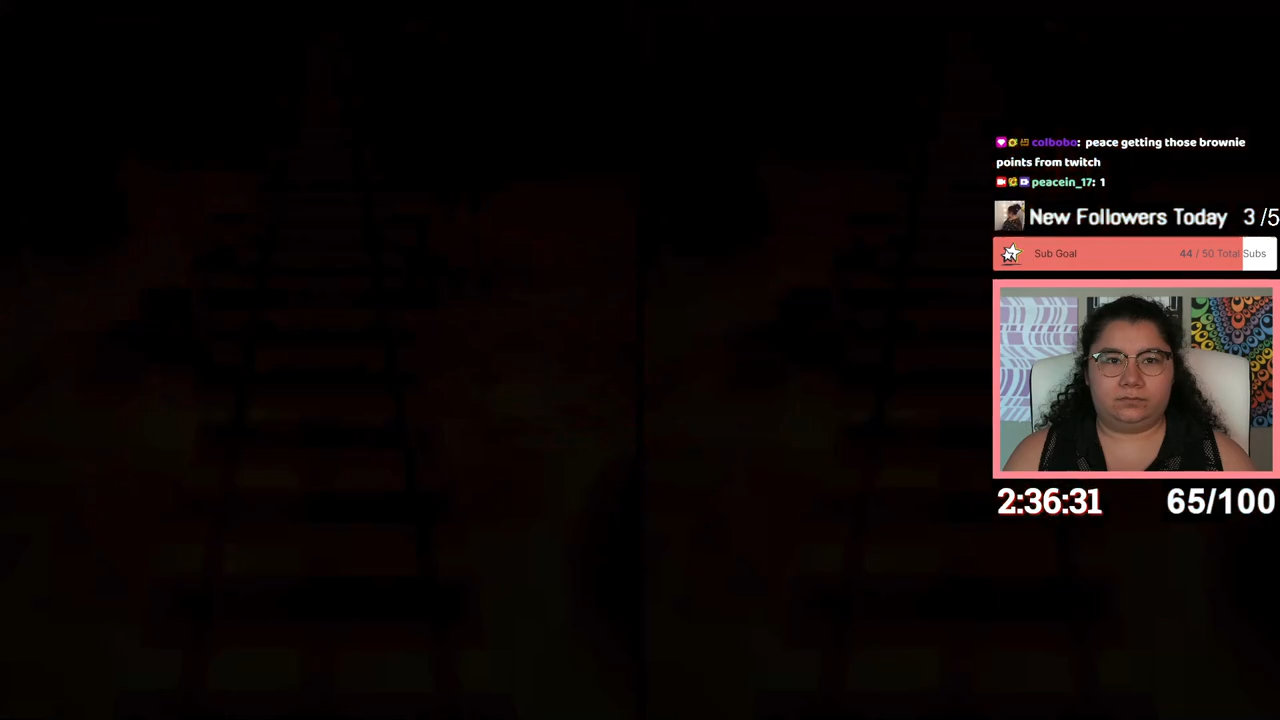 colbobo: peace getting those brownie
points from twitch
peacein_17: 1
New Followers Today 3 /5
Sub Goal 44 / 50 Total Subs
2:36:31 65/100